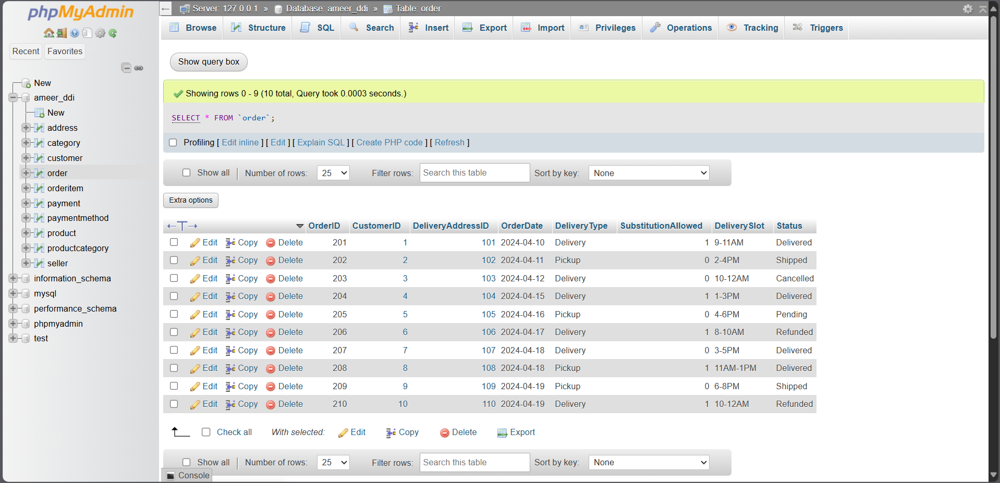 phpMyAdmin
Recent Favorites
New
ameer_ddi
New
address
category
customer
order
orderitem
payment
paymentmethod
product
productcategory
seller
information_schema
mysql
performance_schema
phpmyadmin
test
Server: 127.0.0.1 » Database: ameer_ddi » Table: order
Browse Structure SQL Search Insert Export Import Privileges Operations Tracking Triggers
Show query box
Showing rows 0 - 9 (10 total, Query took 0.0003 seconds.)
SELECT * FROM `order`;
Profiling [ Edit inline ] [ Edit ] [ Explain SQL ] [ Create PHP code ] [ Refresh ]
Show all Number of rows: 25 Filter rows: Search this table Sort by key: None
Extra options
←T→ OrderID CustomerID DeliveryAddressID OrderDate DeliveryType SubstitutionAllowed DeliverySlot Status
Edit Copy Delete 201 1 101 2024-04-10 Delivery 1 9-11AM Delivered
Edit Copy Delete 202 2 102 2024-04-11 Pickup 0 2-4PM Shipped
Edit Copy Delete 203 3 103 2024-04-12 Delivery 0 10-12AM Cancelled
Edit Copy Delete 204 4 104 2024-04-15 Delivery 1 1-3PM Delivered
Edit Copy Delete 205 5 105 2024-04-16 Pickup 0 4-6PM Pending
Edit Copy Delete 206 6 106 2024-04-17 Delivery 1 8-10AM Refunded
Edit Copy Delete 207 7 107 2024-04-18 Delivery 0 3-5PM Delivered
Edit Copy Delete 208 8 108 2024-04-18 Pickup 1 11AM-1PM Delivered
Edit Copy Delete 209 9 109 2024-04-19 Pickup 0 6-8PM Shipped
Edit Copy Delete 210 10 110 2024-04-19 Delivery 1 10-12AM Refunded
Check all With selected: Edit Copy Delete Export
Show all Number of rows: 25 Filter rows: Search this table Sort by key: None
Console